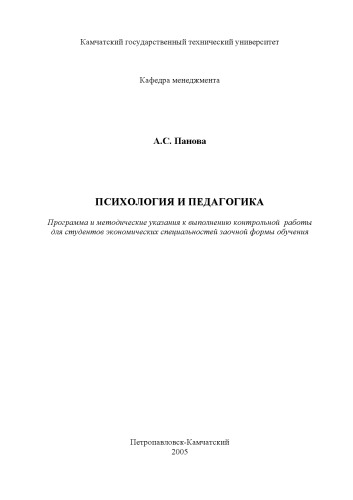 Камчатский государственный технический университет
Кафедра менеджмента
А.С. Панова
ПСИХОЛОГИЯ И ПЕДАГОГИКА
Программа и методические указания к выполнению контрольной работы
для студентов экономических специальностей заочной формы обучения
Петропавловск-Камчатский
2005